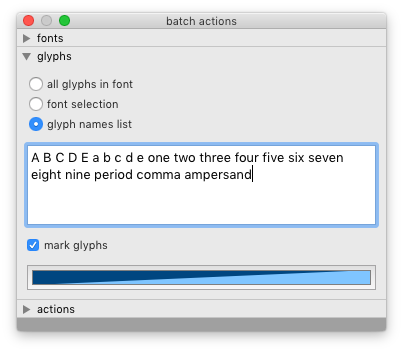 batch actions
fonts
glyphs
all glyphs in font
font selection
glyph names list
A B C D E a b c d e one two three four five six seven
eight nine period comma ampersand
mark glyphs
actions